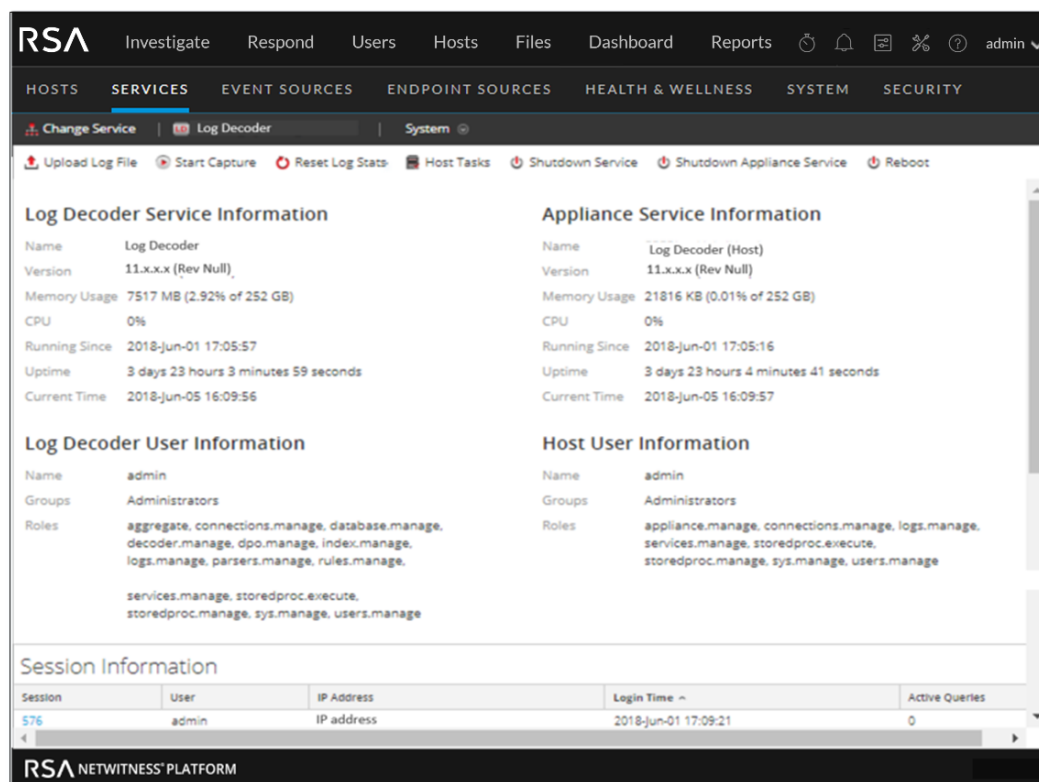 RSA Investigate Respond Users Hosts Files Dashboard Reports admin
HOSTS SERVICES EVENT SOURCES ENDPOINT SOURCES HEALTH & WELLNESS SYSTEM SECURITY
Change Service | LD Log Decoder | System
Upload Log File Start Capture Reset Log Stats Host Tasks Shutdown Service Shutdown Appliance Service Reboot
Log Decoder Service Information
Name Log Decoder
Version 11.x.x.x (Rev Null)
Memory Usage 7517 MB (2.92% of 252 GB)
CPU 0%
Running Since 2018-Jun-01 17:05:57
Uptime 3 days 23 hours 3 minutes 59 seconds
Current Time 2018-Jun-05 16:09:56
Appliance Service Information
Name Log Decoder (Host)
Version 11.x.x.x (Rev Null)
Memory Usage 21816 KB (0.01% of 252 GB)
CPU 0%
Running Since 2018-Jun-01 17:05:16
Uptime 3 days 23 hours 4 minutes 41 seconds
Current Time 2018-Jun-05 16:09:57
Log Decoder User Information
Name admin
Groups Administrators
Roles aggregate, connections.manage, database.manage,
decoder.manage, dpo.manage, index.manage,
logs.manage, parsers.manage, rules.manage,
services.manage, storedproc.execute,
storedproc.manage, sys.manage, users.manage
Host User Information
Name admin
Groups Administrators
Roles appliance.manage, connections.manage, logs.manage,
services.manage, storedproc.execute,
storedproc.manage, sys.manage, users.manage
Session Information
Session User IP Address Login Time Active Queries
576 admin IP address 2018-Jun-01 17:09:21 0
RSA NETWITNESS® PLATFORM